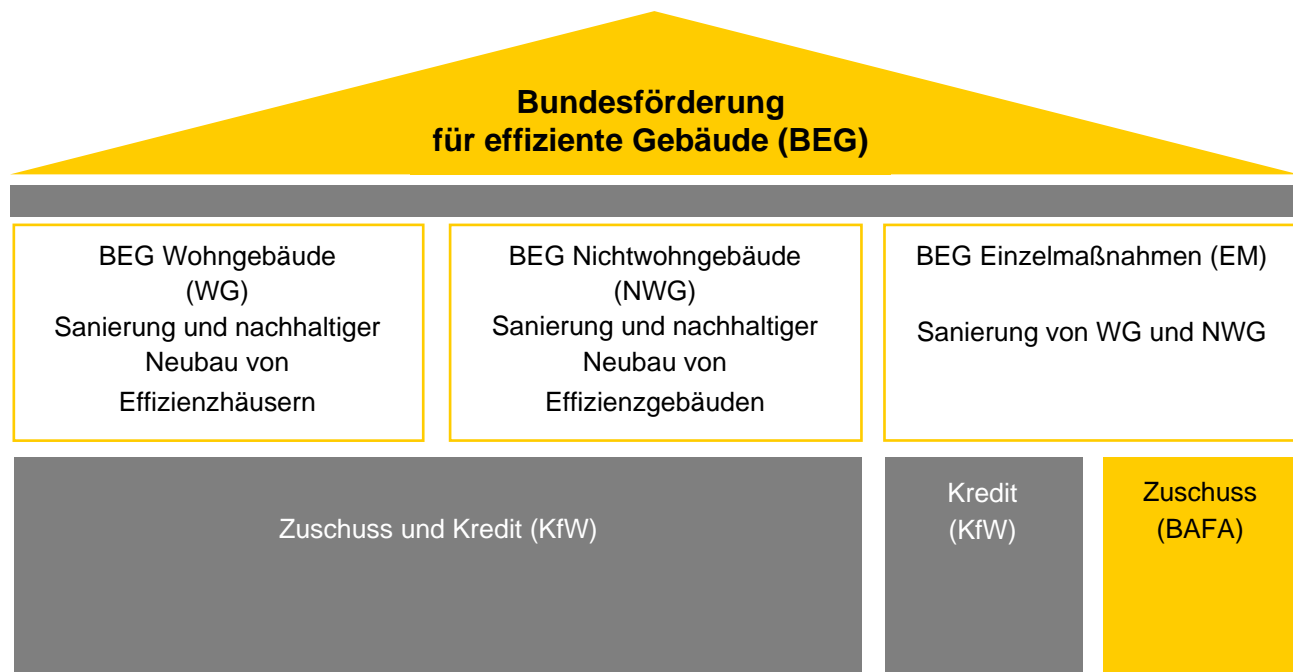 Bundesförderung
für effiziente Gebäude (BEG)
BEG Wohngebäude
(WG)
Sanierung und nachhaltiger
Neubau von
Effizienzhäusern
BEG Nichtwohngebäude
(NWG)
Sanierung und nachhaltiger
Neubau von
Effizienzgebäuden
BEG Einzelmaßnahmen (EM)
Sanierung von WG und NWG
Zuschuss und Kredit (KfW)
Kredit
(KfW)
Zuschuss
(BAFA)